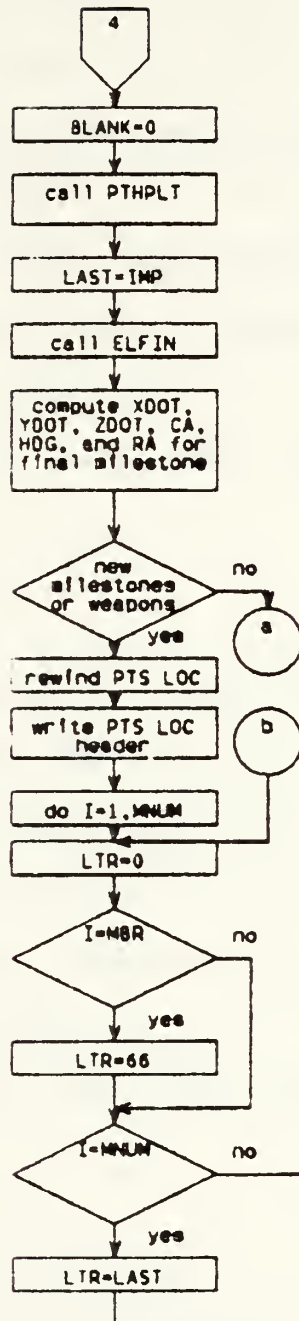 4
BLANK=0
call PTHPLT
LAST=IMP
call ELFIN
compute XDOT,
YDOT, ZDOT, CA,
HDG, and RA for
final milestone
new
milestones
or weapons
no
a
yes
rewind PTS LOC
write PTS LOC
header
b
do I=1,MNUM
LTR=0
I=MBR
no
yes
LTR=66
I=MNUM
no
yes
LTR=LAST